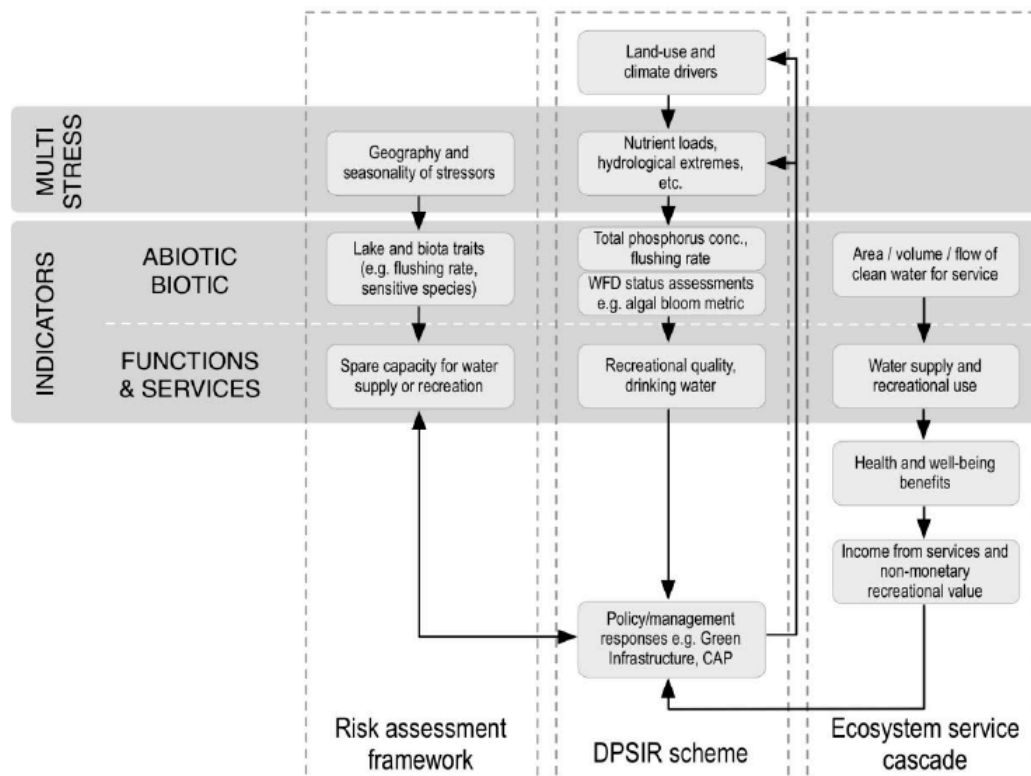 Land-use and
climate drivers
MULTI
STRESS
Geography and
seasonality of stressors
Nutrient loads,
hydrological extremes,
etc.
INDICATORS
ABIOTIC
BIOTIC
Lake and biota traits
(e.g. flushing rate,
sensitive species)
Total phosphorus conc.,
flushing rate
WFD status assessments
e.g. algal bloom metric
Area / volume / flow of
clean water for service
FUNCTIONS
& SERVICES
Spare capacity for water
supply or recreation
Recreational quality,
drinking water
Water supply and
recreational use
Health and well-being
benefits
Income from services and
non-monetary
recreational value
Policy/management
responses e.g. Green
Infrastructure, CAP
Risk assessment
framework
DPSIR scheme
Ecosystem service
cascade